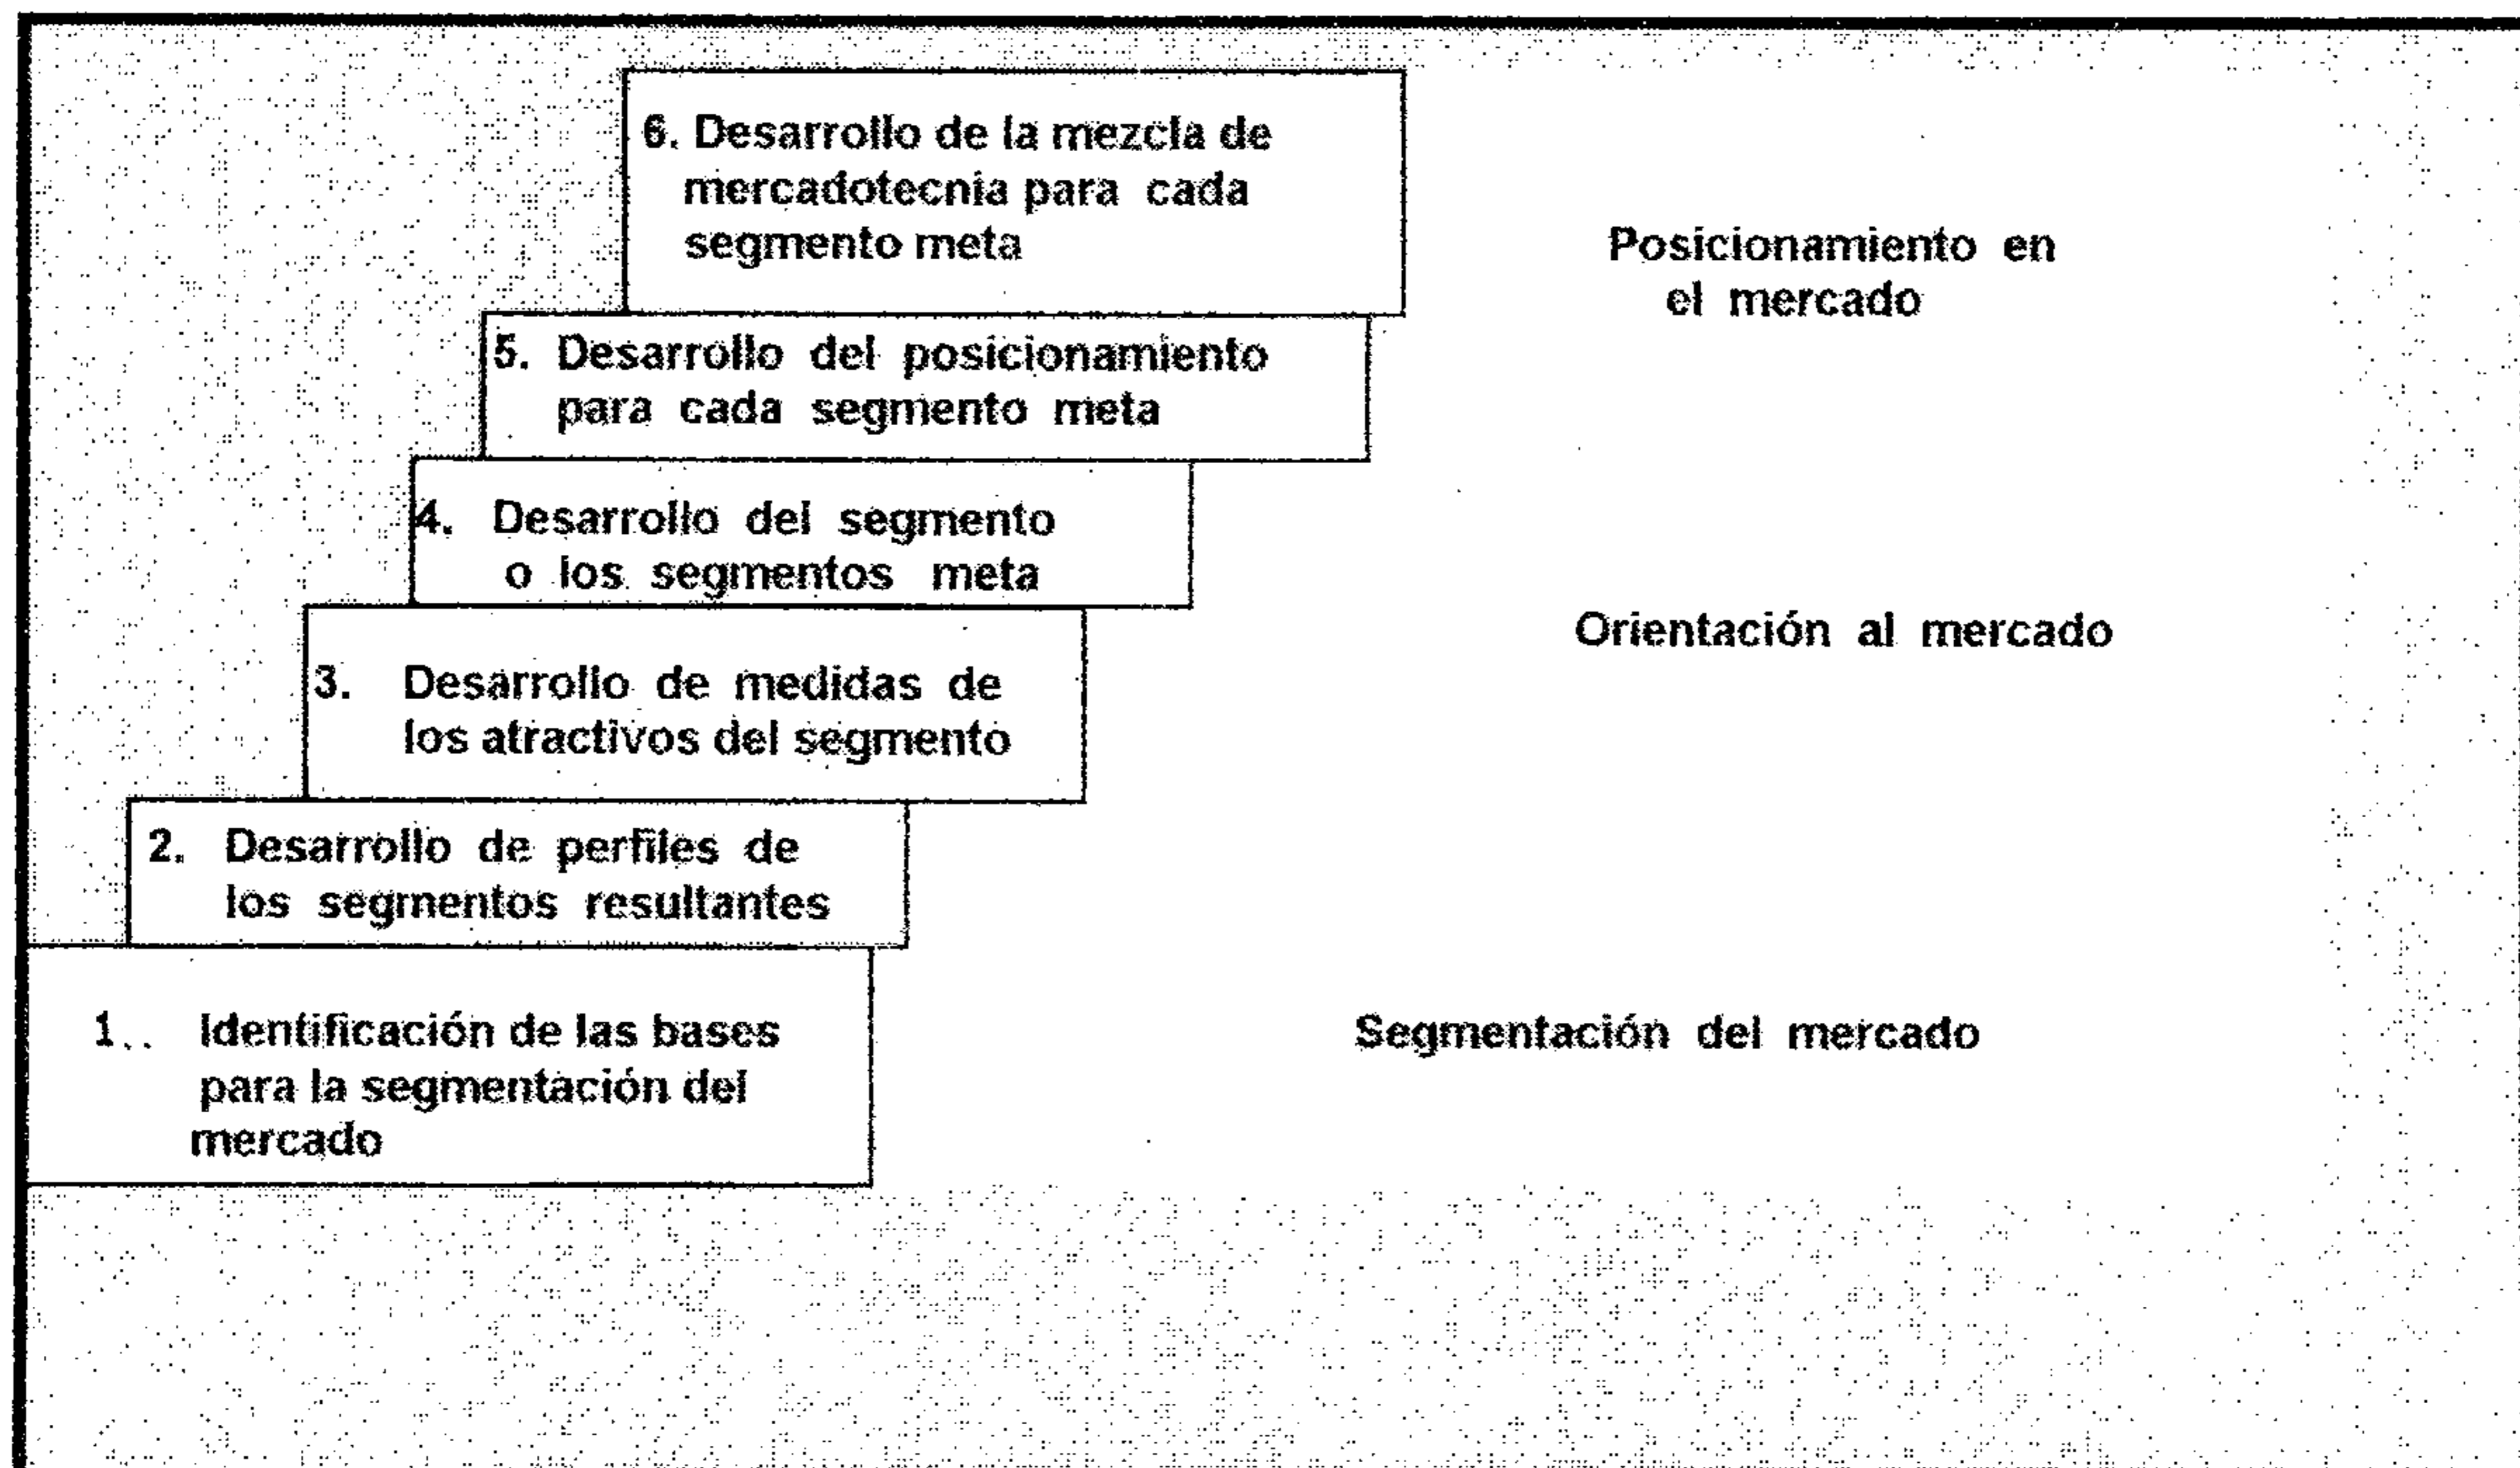 6. Desarrollo de la mezcla de
mercadotecnia para cada
segmento meta
Posicionamiento en
el mercado
5. Desarrollo del posicionamiento
para cada segmento meta
4. Desarrollo del segmento
o los segmentos meta
Orientación al mercado
3. Desarrollo de medidas de
los atractivos del segmento
2. Desarrollo de perfiles de
los segmentos resultantes
1.. Identificación de las bases
para la segmentación del
mercado
Segmentación del mercado